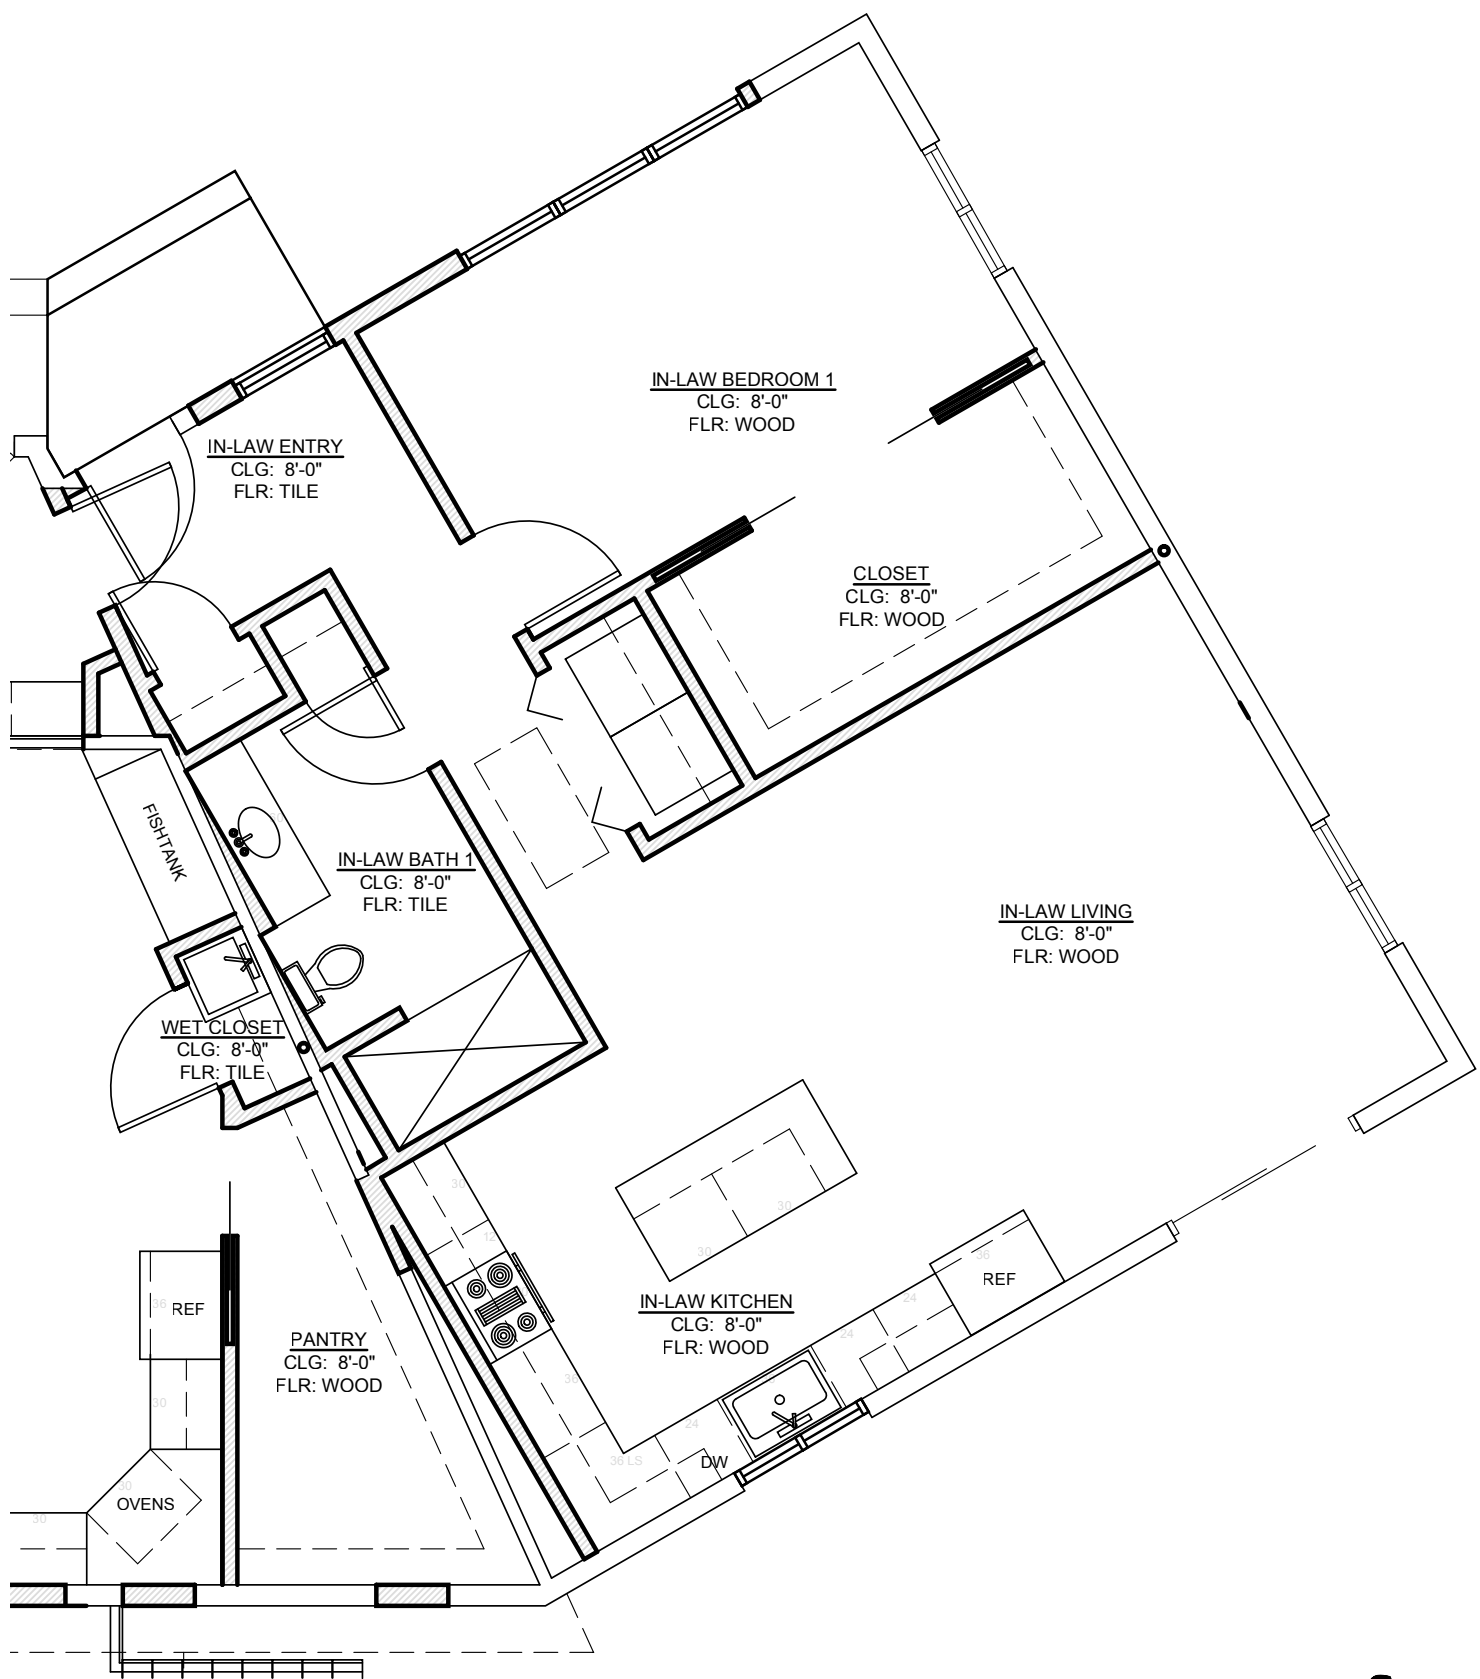 IN-LAW BEDROOM 1
CLG: 8'-0"
FLR: WOOD
IN-LAW ENTRY
CLG: 8'-0"
FLR: TILE
CLOSET
CLG: 8'-0"
FLR: WOOD
FISHTANK
IN-LAW BATH 1
CLG: 8'-0"
FLR: TILE
IN-LAW LIVING
CLG: 8'-0"
FLR: WOOD
WET CLOSET
CLG: 8'-0"
FLR: TILE
30
12
30
30
36
REF
24
24
IN-LAW KITCHEN
CLG: 8'-0"
FLR: WOOD
36
REF
PANTRY
CLG: 8'-0"
FLR: WOOD
36
30
24
36 LS
DW
30
OVENS
30